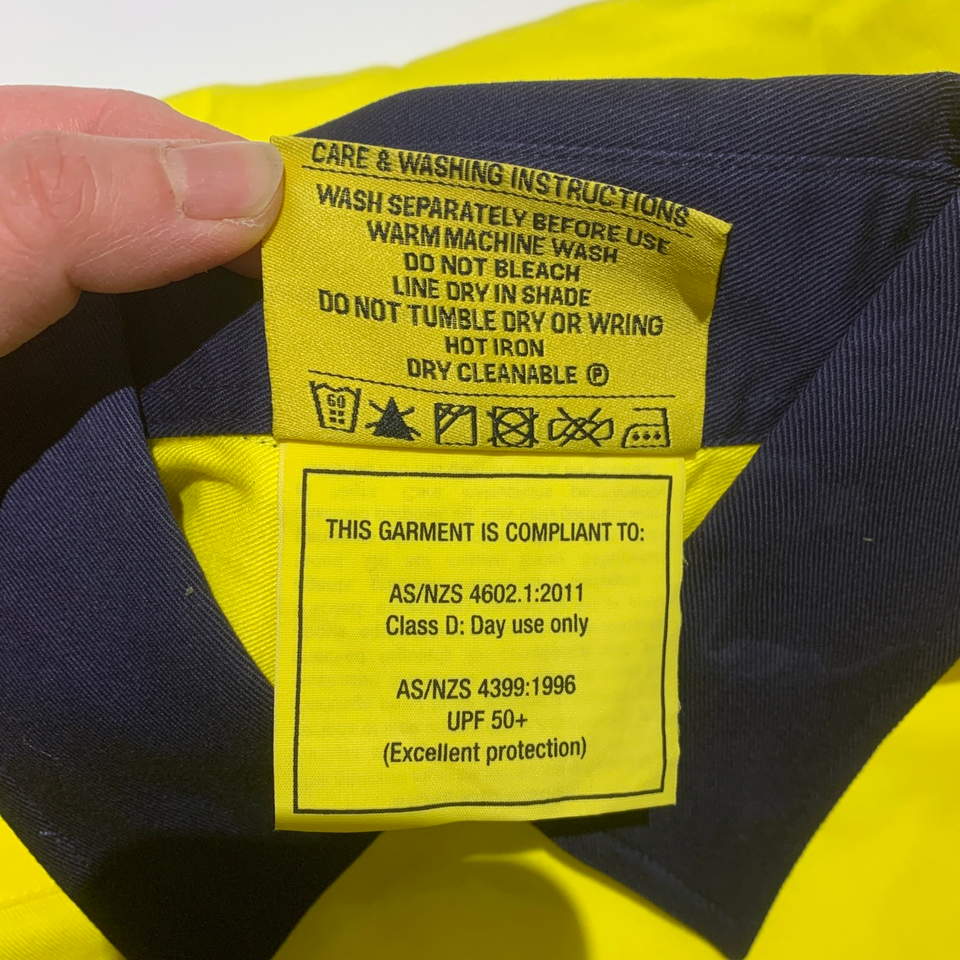 CARE & WASHING INSTRUCTIONS
WASH SEPARATELY BEFORE USE
WARM MACHINE WASH
DO NOT BLEACH
LINE DRY IN SHADE
DO NOT TUMBLE DRY OR WRING
HOT IRON
DRY CLEANABLE Ⓟ
60
THIS GARMENT IS COMPLIANT TO:
AS/NZS 4602.1:2011
Class D: Day use only
AS/NZS 4399:1996
UPF 50+
(Excellent protection)